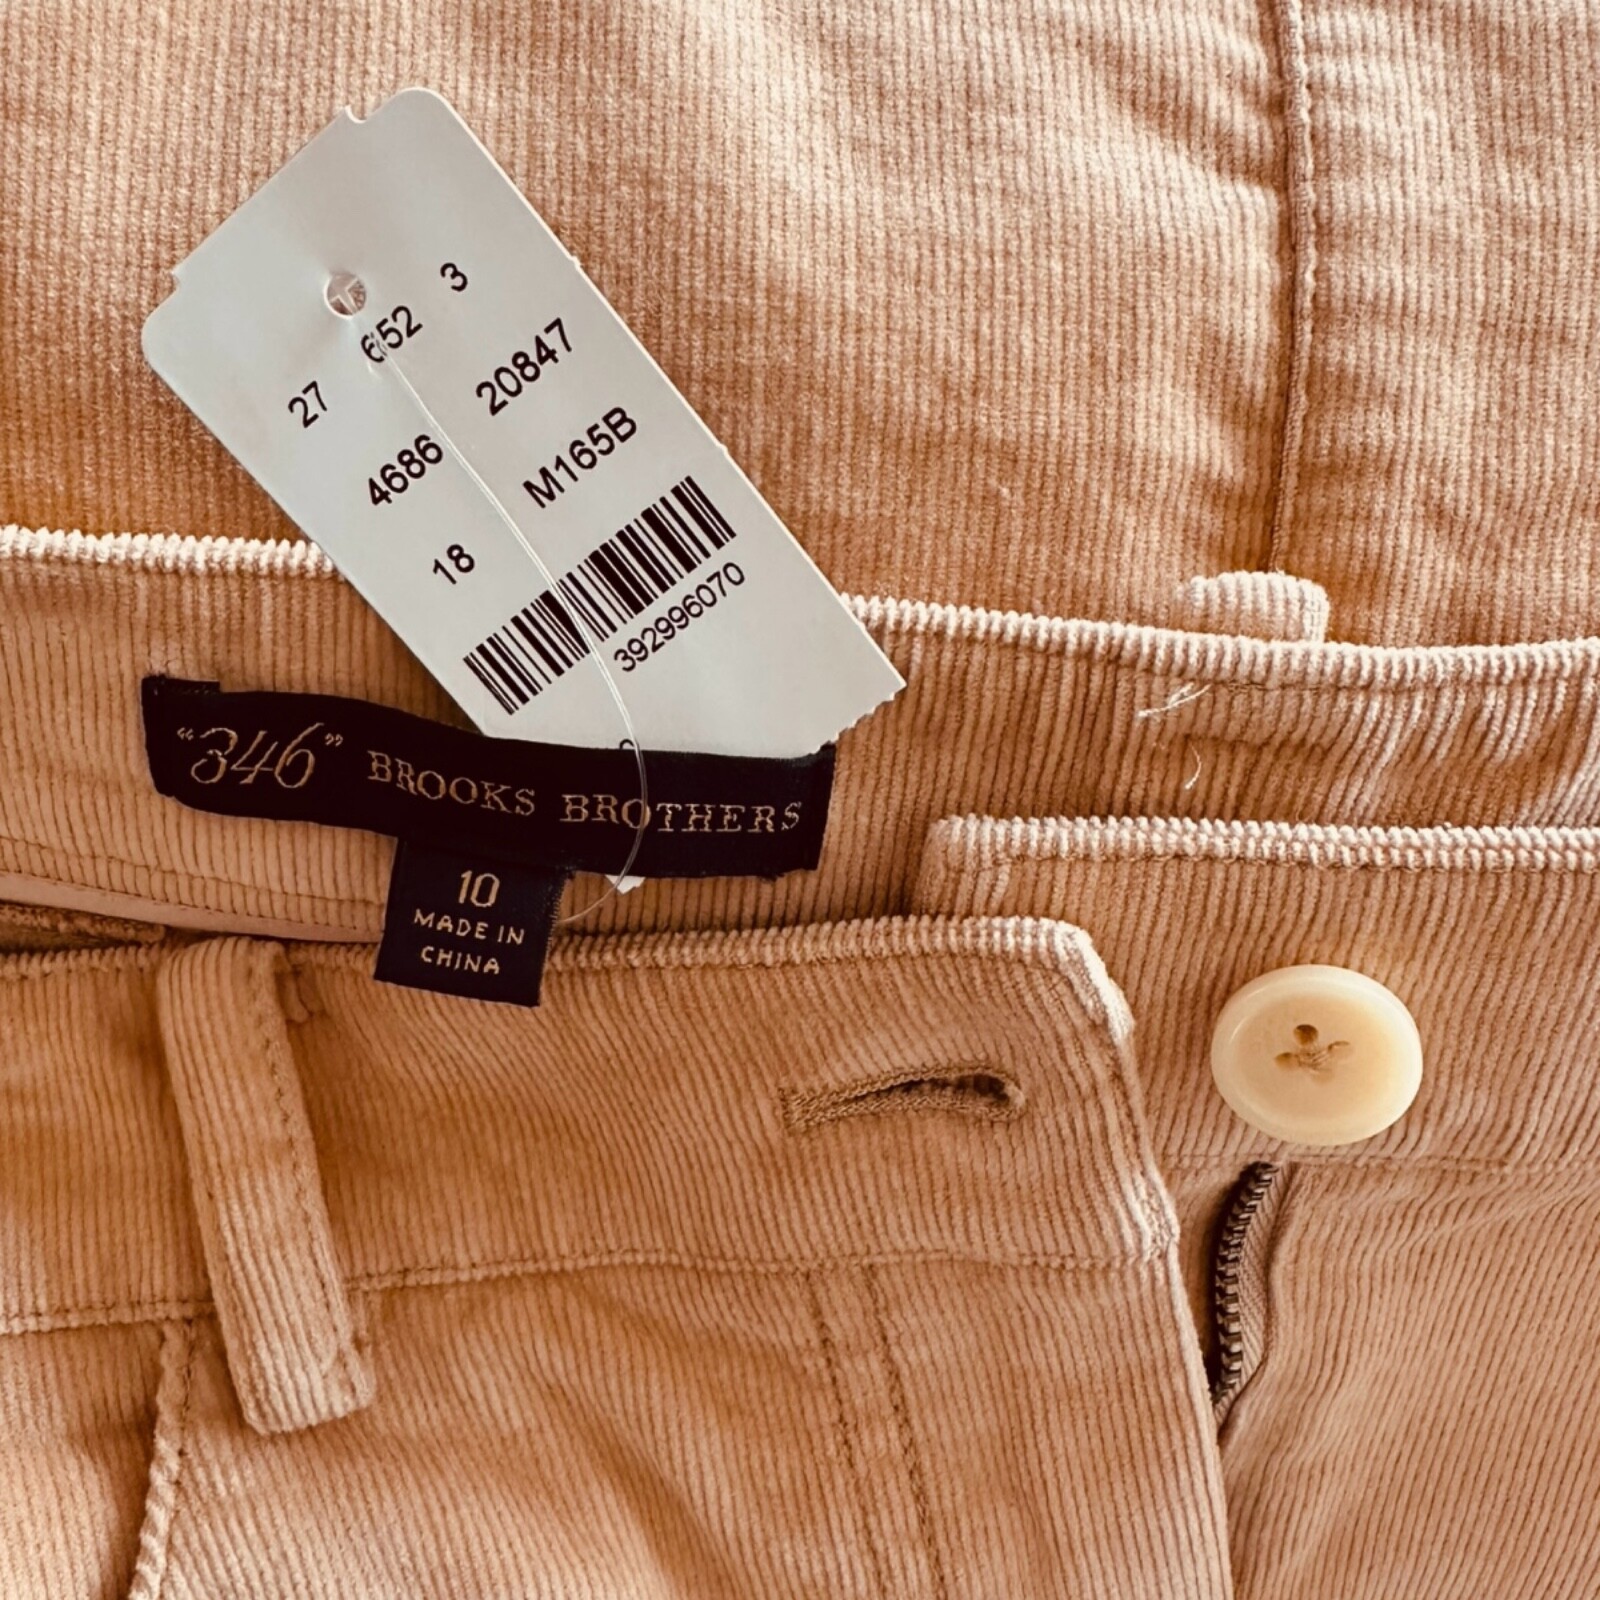 27 652 3
4686 20847
18 M165B
392996070
“346” BROOKS BROTHERS
10
MADE IN
CHINA